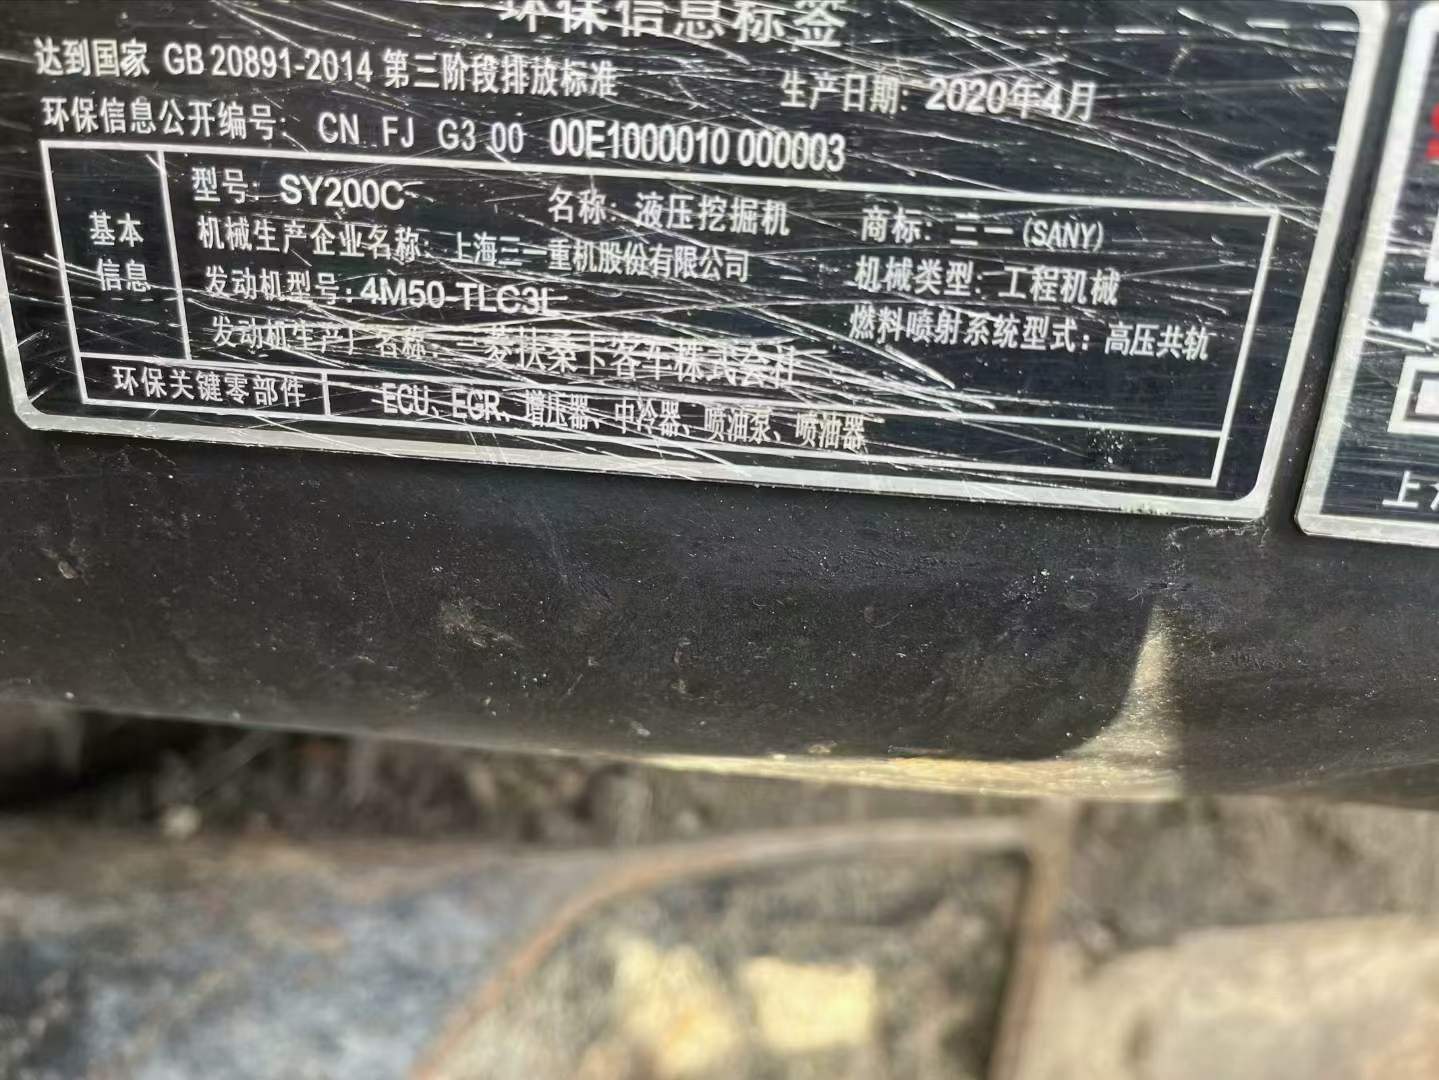 环保信息标签
达到国家 GB 20891-2014 第三阶段排放标准 生产日期: 2020年4月
环保信息公开编号: CN FJ G3 00 00E1000010 000003
基本信息
型号: SY200C 名称: 液压挖掘机 商标: 三一 (SANY)
机械生产企业名称: 上海三一重机股份有限公司 机械类型: 工程机械
发动机型号: 4M50-TLC3L 燃料喷射系统型式: 高压共轨
发动机生产厂名称: 三菱扶桑卡客车株式会社
环保关键零部件 ECU、EGR、增压器、中冷器、喷油泵、喷油器
上